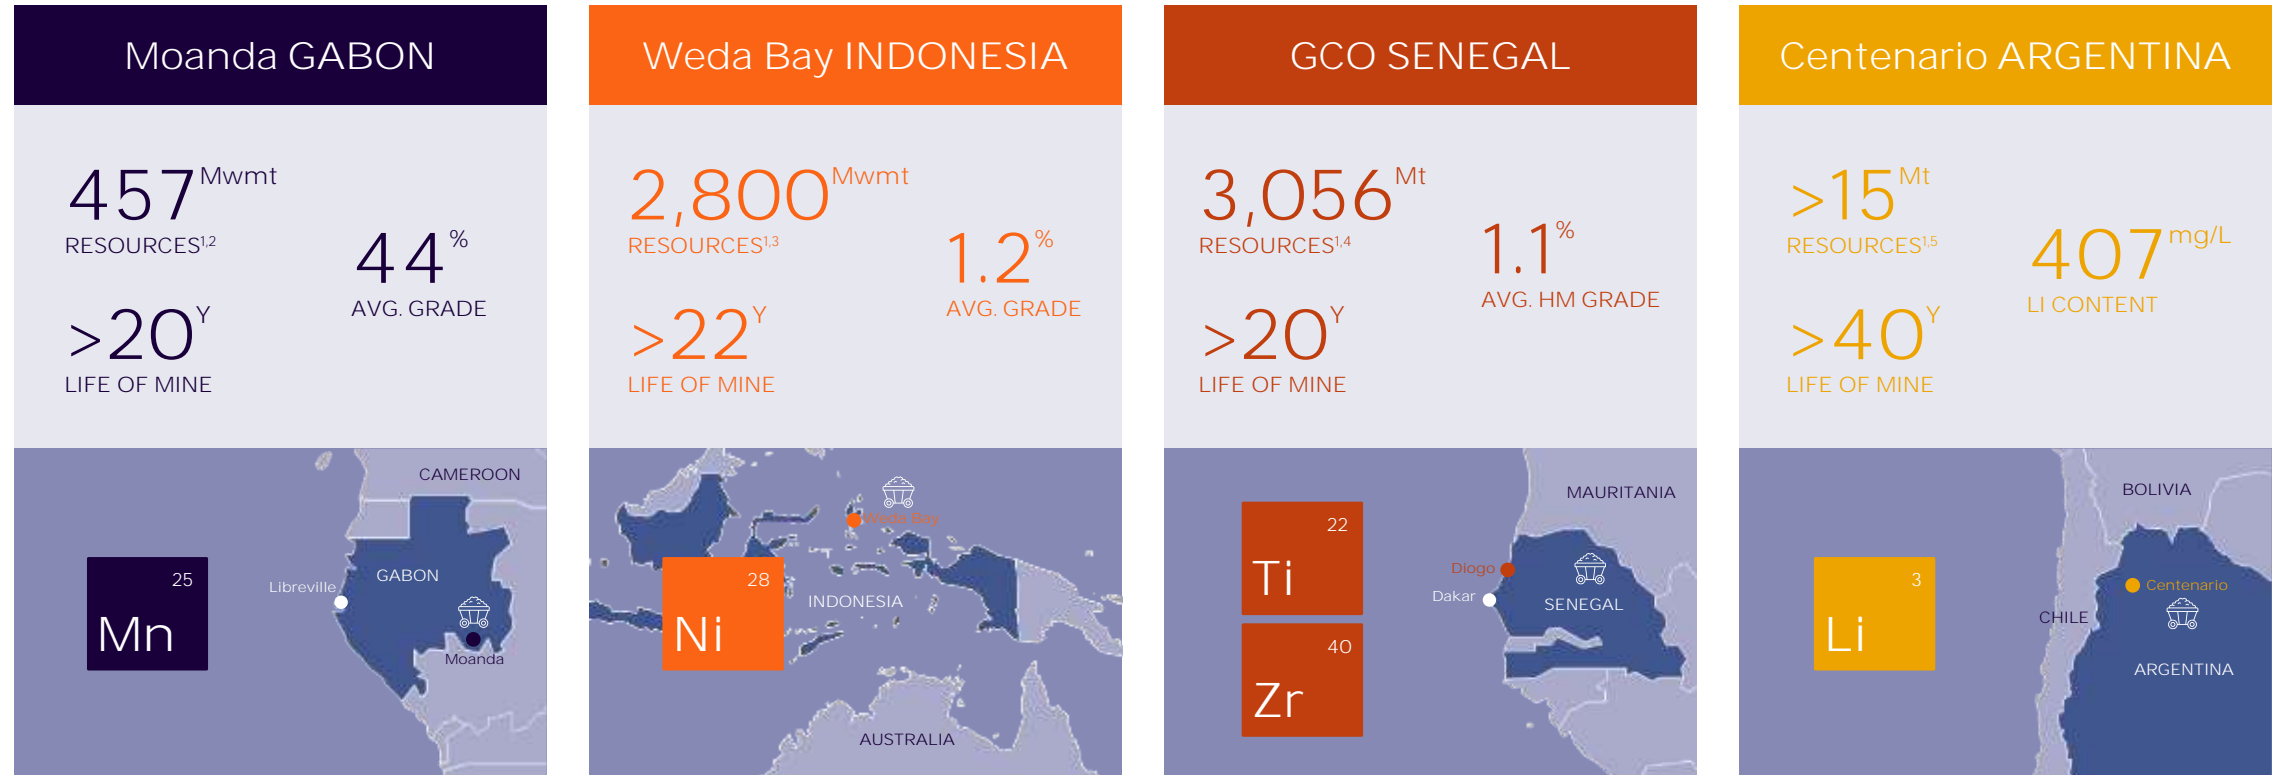 Moanda GABON
457 Mwmt
RESOURCES1,2
44 %
AVG. GRADE
>20 Y
LIFE OF MINE
CAMEROON
25
Mn
Libreville
GABON
Moanda
Weda Bay INDONESIA
2,800 Mwmt
RESOURCES1,3
1.2 %
AVG. GRADE
>22 Y
LIFE OF MINE
Weda Bay
28
Ni
INDONESIA
AUSTRALIA
GCO SENEGAL
3,056 Mt
RESOURCES1,4
1.1 %
AVG. HM GRADE
>20 Y
LIFE OF MINE
MAURITANIA
22
Ti
Diogo
Dakar
SENEGAL
40
Zr
Centenario ARGENTINA
>15 Mt
RESOURCES1,5
407 mg/L
LI CONTENT
>40 Y
LIFE OF MINE
BOLIVIA
3
Li
Centenario
CHILE
ARGENTINA